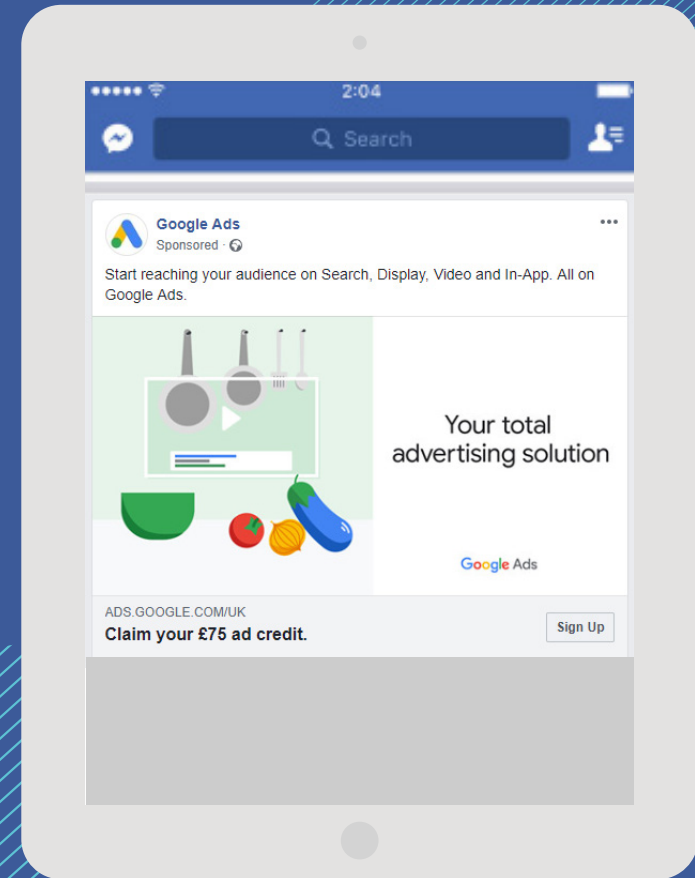 2:04
Search
Google Ads
Sponsored ·
Start reaching your audience on Search, Display, Video and In-App. All on
Google Ads.
Your total
advertising solution
Google Ads
ADS.GOOGLE.COM/UK
Claim your £75 ad credit.
Sign Up